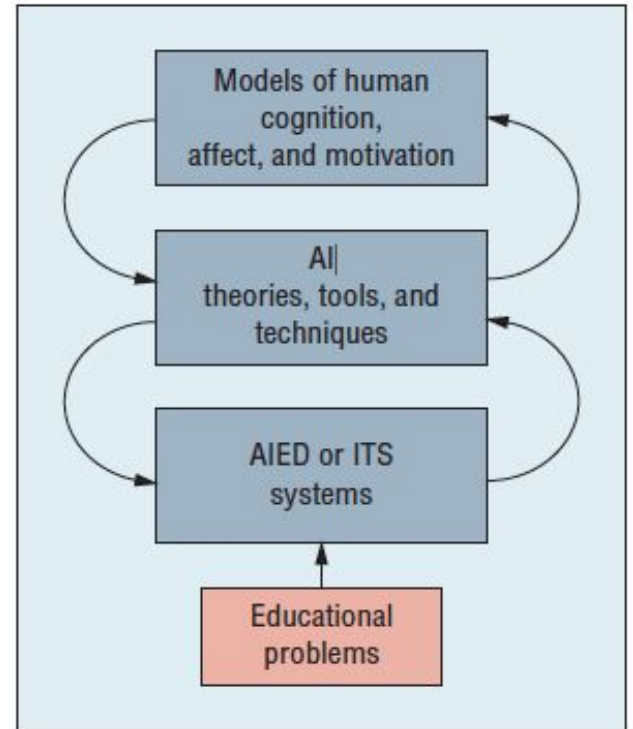 Models of human
cognition,
affect, and motivation
AI|
theories, tools, and
techniques
AIED or ITS
systems
Educational
problems